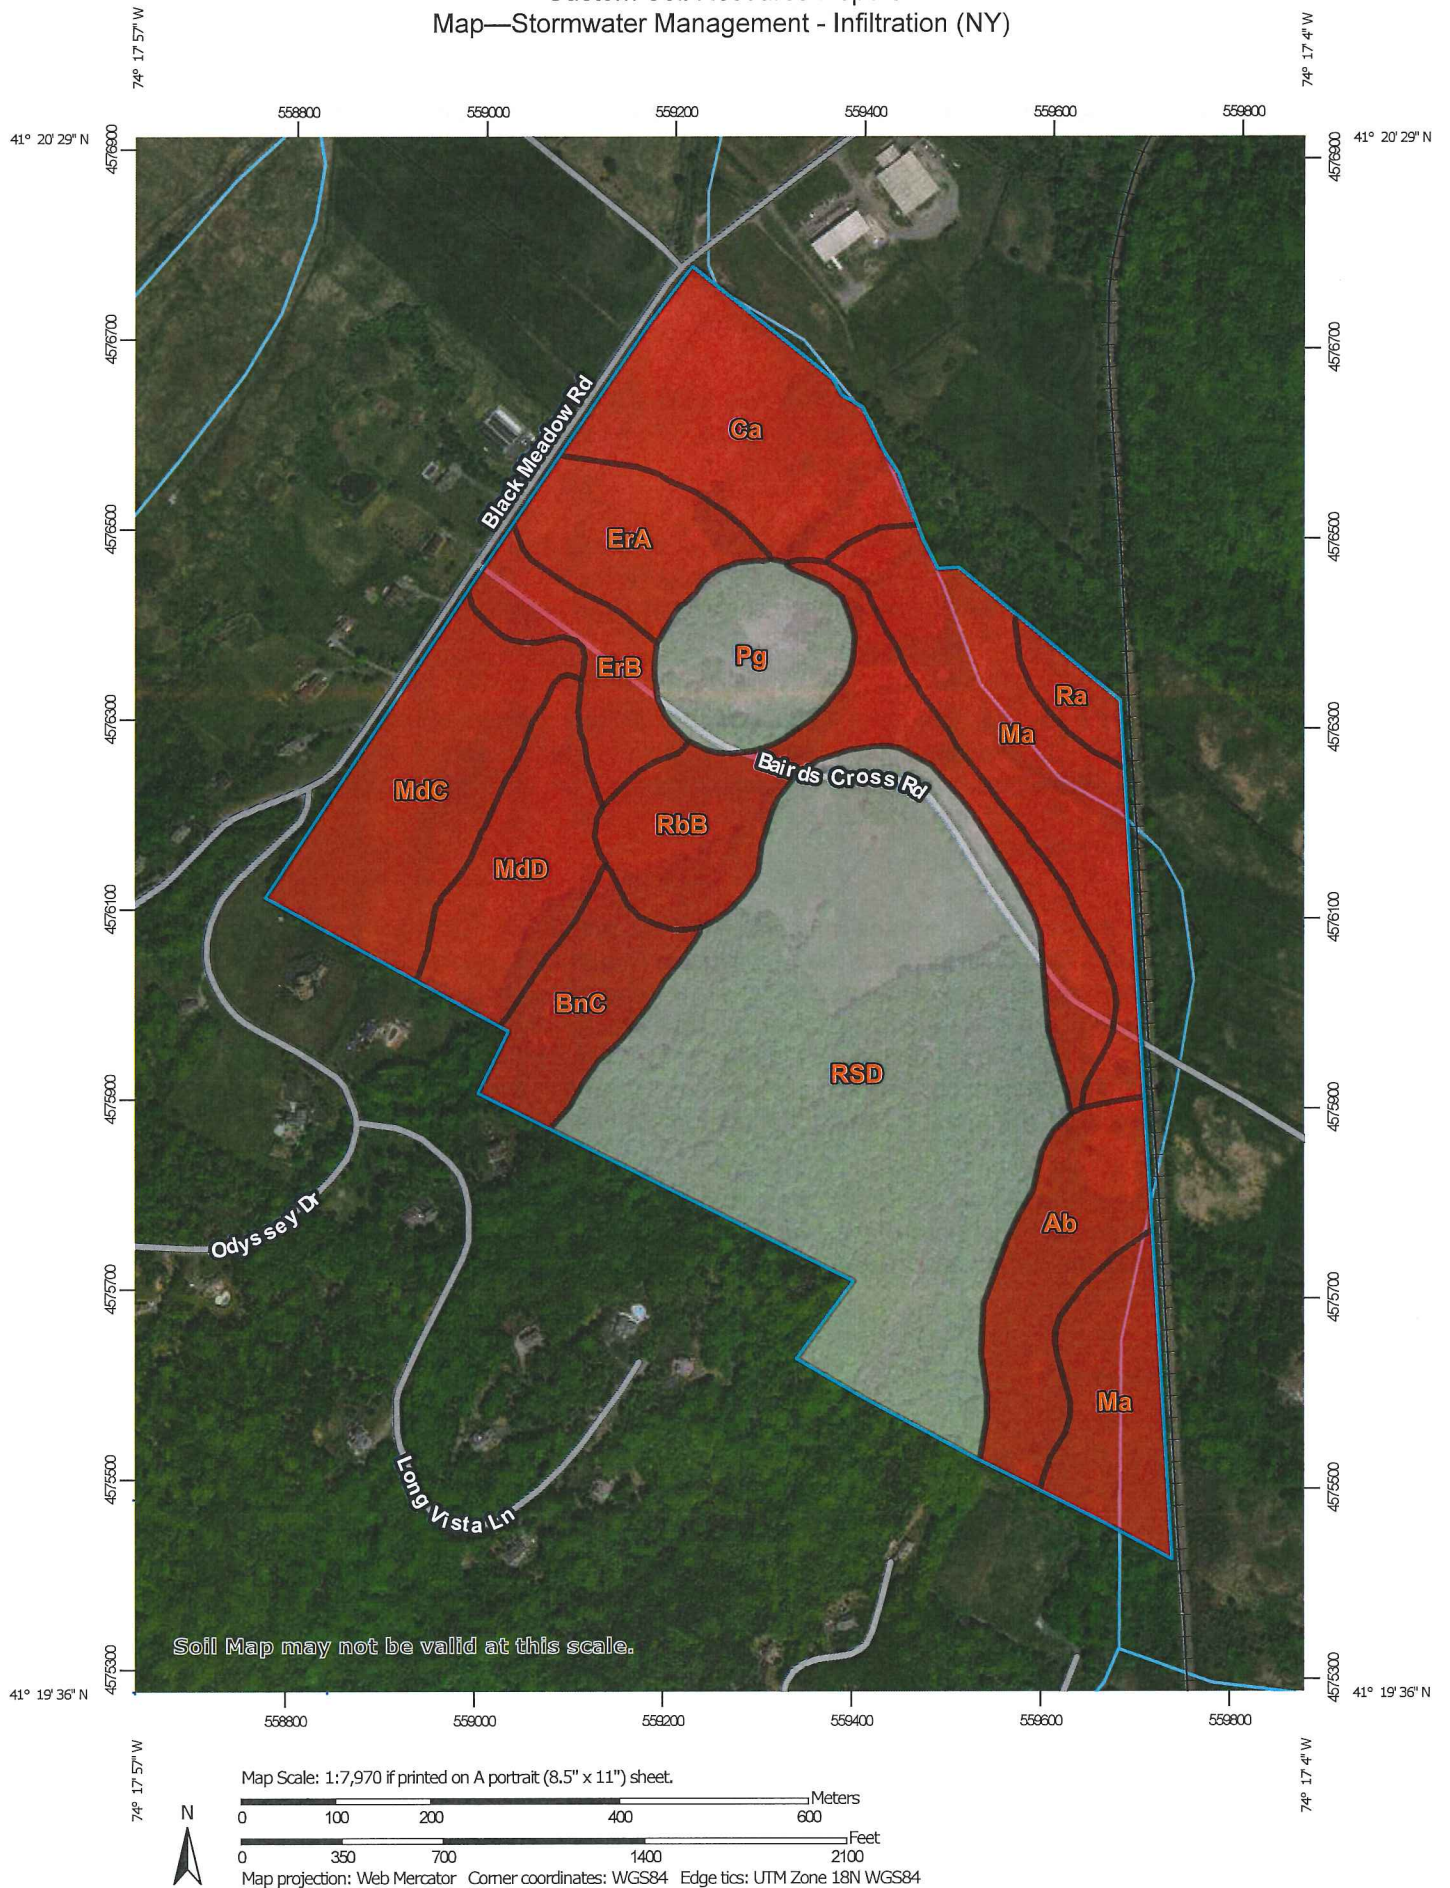 Map—Stormwater Management - Infiltration (NY)
74° 17' 57" W
74° 17' 4" W
558800 559000 559200 559400 559600 559800
41° 20' 29" N
41° 20' 29" N
4576900
4576900
4576700
4576700
Black Meadow Rd
Ca
4576500
4576500
ErA
Pg
ErB
Ra
4576300
4576300
Ma
Bairds Cross Rd
MdC
RbB
MdD
4576100
4576100
BnC
RSD
4575900
4575900
Odyssey Dr
Ab
4575700
4575700
Ma
4575500
4575500
Long Vista Ln
Soil Map may not be valid at this scale.
4575300
4575300
41° 19' 36" N
41° 19' 36" N
558800 559000 559200 559400 559600 559800
74° 17' 57" W
74° 17' 4" W
Map Scale: 1:7,970 if printed on A portrait (8.5" x 11") sheet.
Meters
0 100 200 400 600
N
Feet
0 350 700 1400 2100
Map projection: Web Mercator Corner coordinates: WGS84 Edge tics: UTM Zone 18N WGS84